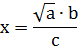 x = √a · b / c